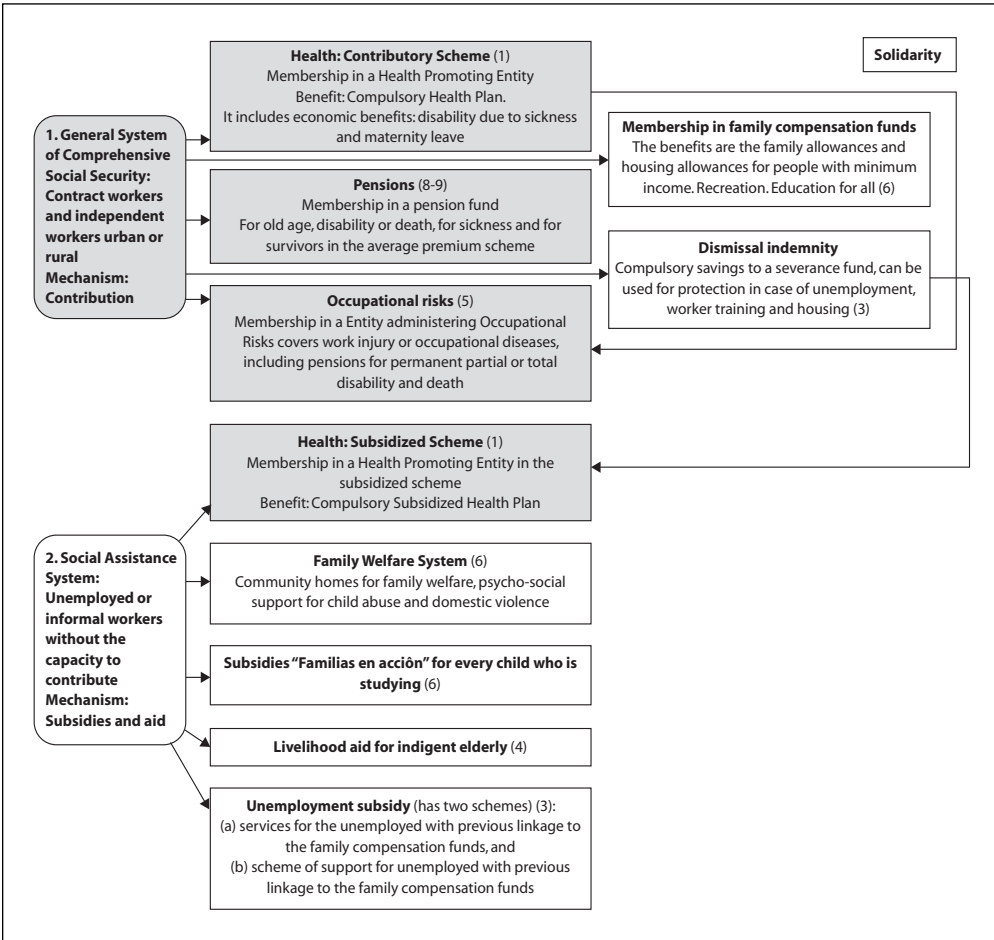 Solidarity
Health: Contributory Scheme (1)
Membership in a Health Promoting Entity
Benefit: Compulsory Health Plan.
It includes economic benefits: disability due to sickness
and maternity leave
1. General System
of Comprehensive
Social Security:
Contract workers
and independent
workers urban or
rural
Mechanism:
Contribution
Membership in family compensation funds
The benefits are the family allowances and
housing allowances for people with minimum
income. Recreation. Education for all (6)
Pensions (8-9)
Membership in a pension fund
For old age, disability or death, for sickness and for
survivors in the average premium scheme
Dismissal indemnity
Compulsory savings to a severance fund, can be
used for protection in case of unemployment,
worker training and housing (3)
Occupational risks (5)
Membership in a Entity administering Occupational
Risks covers work injury or occupational diseases,
including pensions for permanent partial or total
disability and death
Health: Subsidized Scheme (1)
Membership in a Health Promoting Entity in the
subsidized scheme
Benefit: Compulsory Subsidized Health Plan
2. Social Assistance
System:
Unemployed or
informal workers
without the
capacity to
contribute
Mechanism:
Subsidies and aid
Family Welfare System (6)
Community homes for family welfare, psycho-social
support for child abuse and domestic violence
Subsidies “Familias en acciôn” for every child who is
studying (6)
Livelihood aid for indigent elderly (4)
Unemployment subsidy (has two schemes) (3):
(a) services for the unemployed with previous linkage to
the family compensation funds, and
(b) scheme of support for unemployed with previous
linkage to the family compensation funds